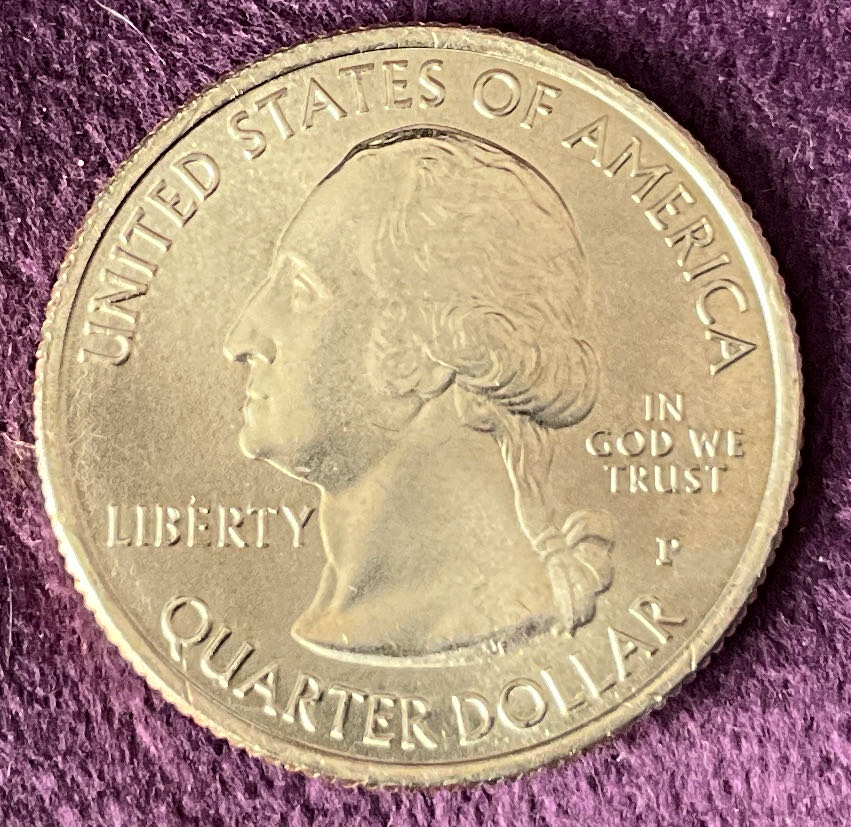 UNITED STATES OF AMERICA
IN
GOD WE
TRUST
LIBERTY
P
QUARTER DOLLAR